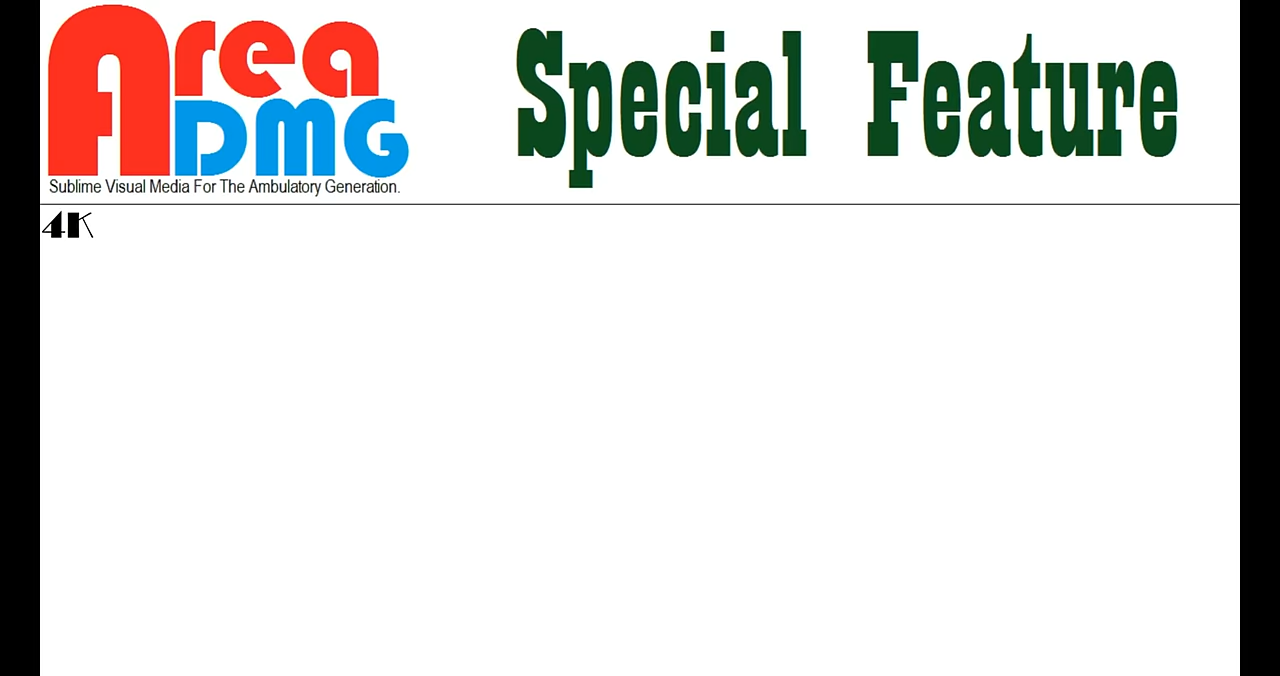 Area
DMG
Sublime Visual Media For The Ambulatory Generation.
Special Feature
4K